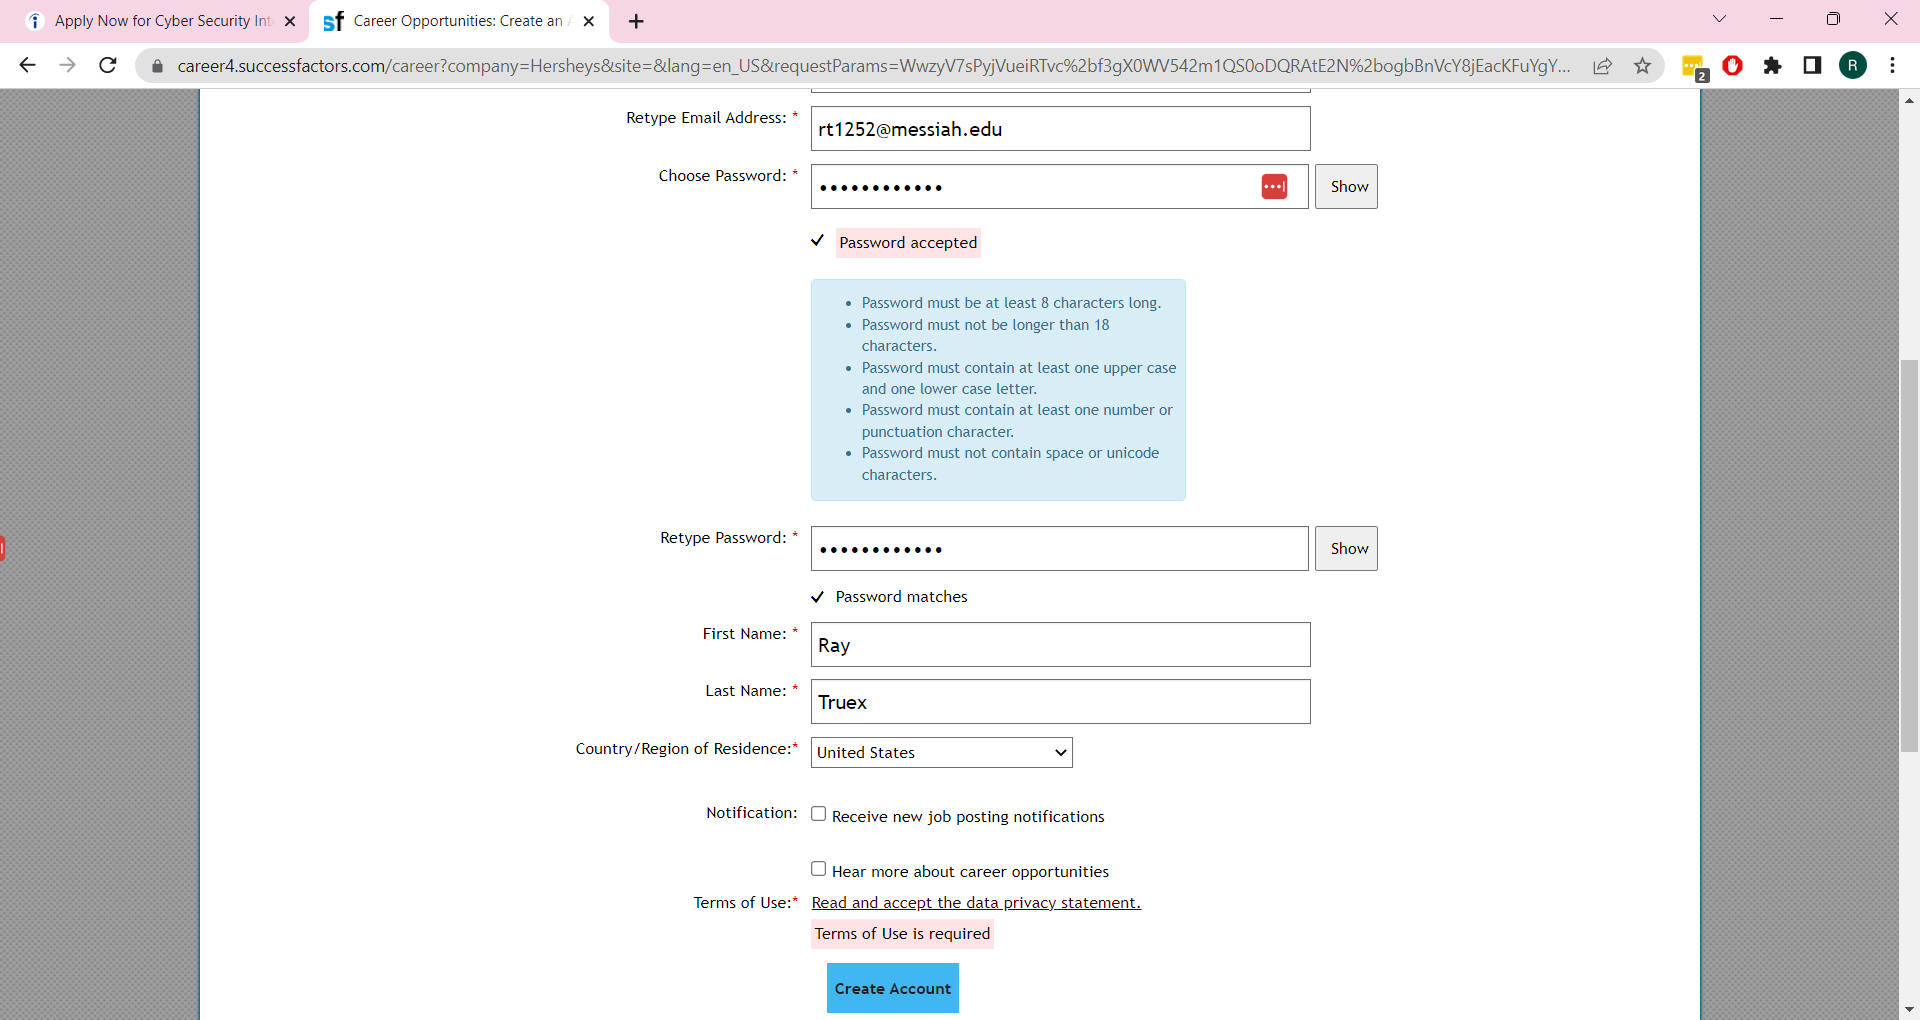 Apply Now for Cyber Security Int
Career Opportunities: Create an A
career4.successfactors.com/career?company=Hersheys&site=&lang=en_US&requestParams=WwzyV7sPyjVueiRTvc%2bf3gX0WV542m1QS0oDQRAtE2N%2bogbBnVcY8jEacKFuYgY...
2
R
Retype Email Address: *
rt1252@messiah.edu
Choose Password: *
••••••••••••
Show
Password accepted
• Password must be at least 8 characters long.
• Password must not be longer than 18
characters.
• Password must contain at least one upper case
and one lower case letter.
• Password must contain at least one number or
punctuation character.
• Password must not contain space or unicode
characters.
Retype Password: *
••••••••••••
Show
Password matches
First Name: *
Ray
Last Name: *
Truex
Country/Region of Residence:*
United States
Notification:
Receive new job posting notifications
Hear more about career opportunities
Terms of Use:*
Read and accept the data privacy statement.
Terms of Use is required
Create Account